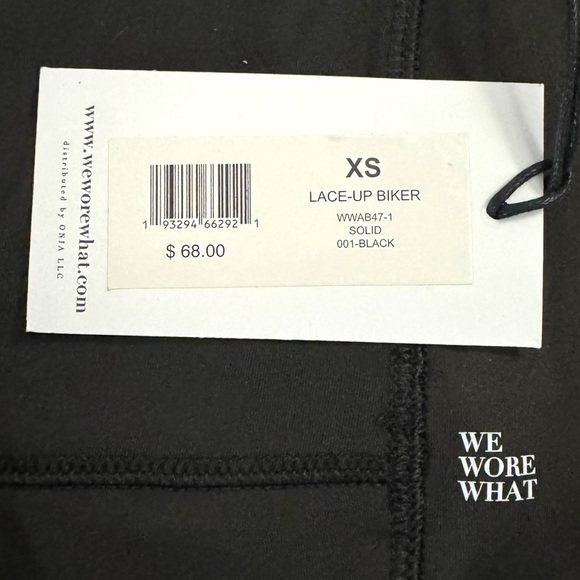 www.weworewhat.com
distributed by ONIA LLC
1 93294 66292 1
$ 68.00
XS
LACE-UP BIKER
WWAB47-1
SOLID
001-BLACK
WE
WORE
WHAT